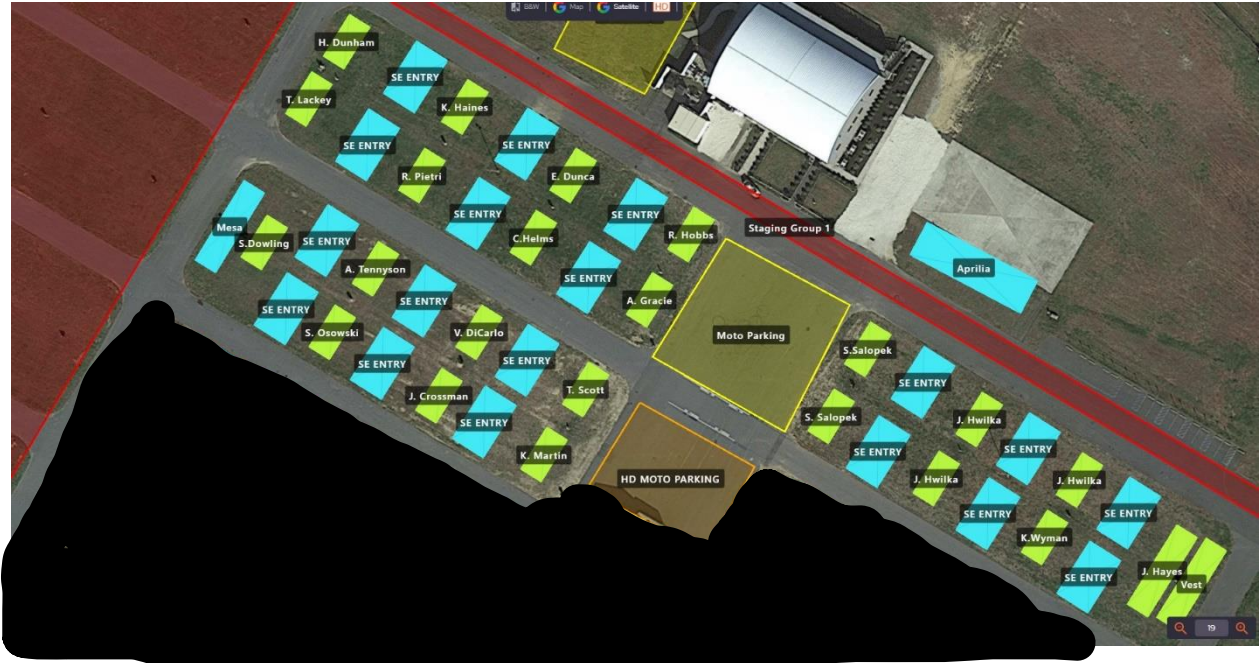 B&W
Map
Satellite
HD
H. Dunham
SE ENTRY
T. Lackey
K. Haines
SE ENTRY
SE ENTRY
R. Pietri
E. Dunca
SE ENTRY
SE ENTRY
R. Hobbs
C.Helms
SE ENTRY
A. Gracie
Staging Group 1
Aprilia
Mesa
S.Dowling
SE ENTRY
A. Tennyson
SE ENTRY
SE ENTRY
S. Osowski
V. DiCarlo
SE ENTRY
SE ENTRY
J. Crossman
T. Scott
SE ENTRY
K. Martin
Moto Parking
HD MOTO PARKING
S.Salopek
SE ENTRY
S. Salopek
J. Hwilka
SE ENTRY
SE ENTRY
J. Hwilka
J. Hwilka
SE ENTRY
SE ENTRY
K.Wyman
SE ENTRY
J. Hayes
Vest
19